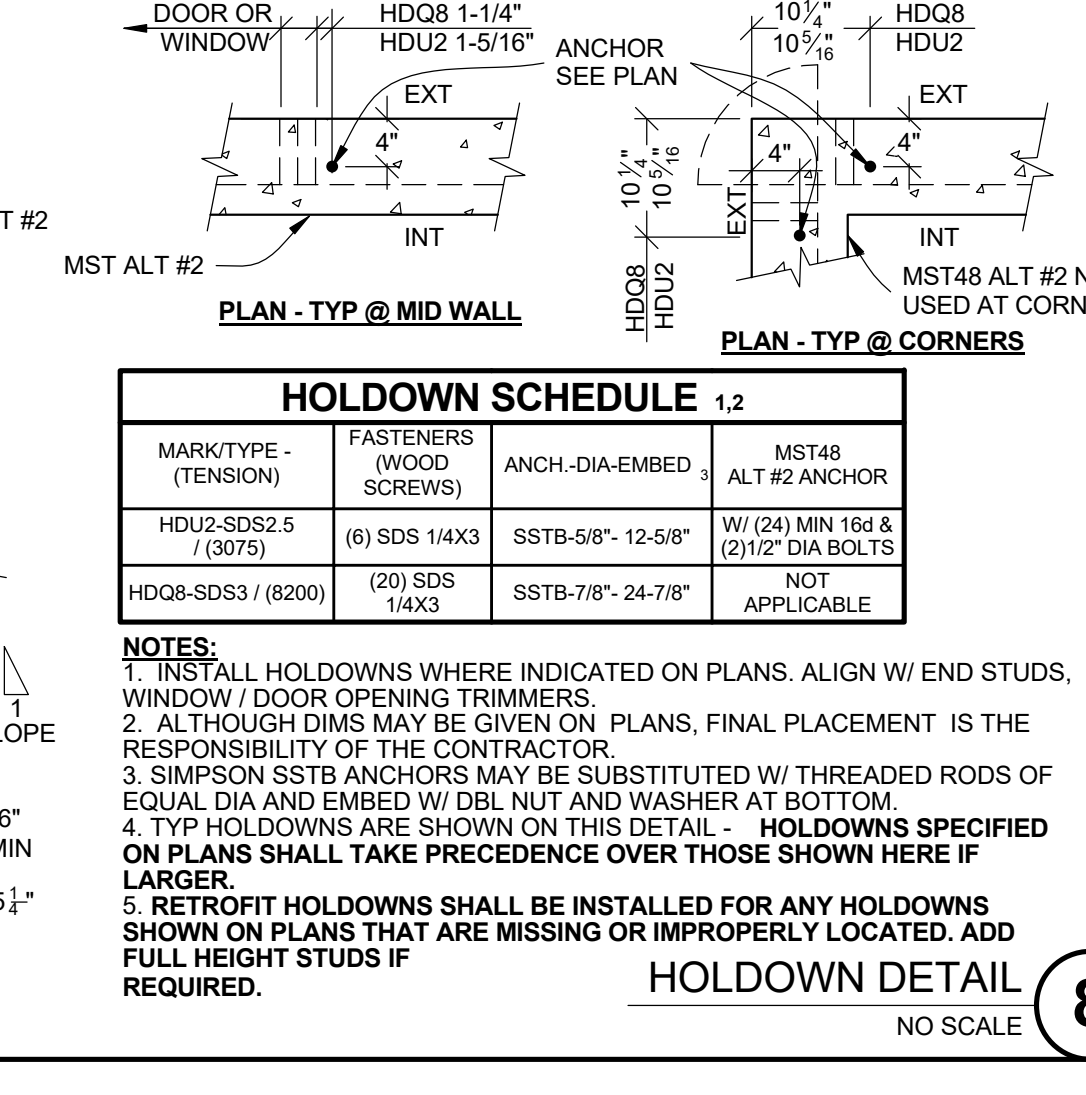 DOOR OR
WINDOW
HDQ8 1-1/4"
HDU2 1-5/16"
ANCHOR
SEE PLAN
EXT
4"
INT
MST ALT #2
PLAN - TYP @ MID WALL
10 1/4"
10 5/16"
HDQ8
HDU2
EXT
4"
4"
10 1/4"
10 5/16"
EXT
HDQ8
HDU2
INT
MST48 ALT #2 N
USED AT CORN
PLAN - TYP @ CORNERS
T #2
HOLDOWN SCHEDULE 1,2
MARK/TYPE -
(TENSION)
FASTENERS
(WOOD
SCREWS)
ANCH.-DIA-EMBED 3
MST48
ALT #2 ANCHOR
HDU2-SDS2.5
/ (3075)
(6) SDS 1/4X3
SSTB-5/8"- 12-5/8"
W/ (24) MIN 16d &
(2)1/2" DIA BOLTS
HDQ8-SDS3 / (8200)
(20) SDS
1/4X3
SSTB-7/8"- 24-7/8"
NOT
APPLICABLE
NOTES:
1. INSTALL HOLDOWNS WHERE INDICATED ON PLANS. ALIGN W/ END STUDS,
WINDOW / DOOR OPENING TRIMMERS.
2. ALTHOUGH DIMS MAY BE GIVEN ON PLANS, FINAL PLACEMENT IS THE
RESPONSIBILITY OF THE CONTRACTOR.
3. SIMPSON SSTB ANCHORS MAY BE SUBSTITUTED W/ THREADED RODS OF
EQUAL DIA AND EMBED W/ DBL NUT AND WASHER AT BOTTOM.
4. TYP HOLDOWNS ARE SHOWN ON THIS DETAIL - HOLDOWNS SPECIFIED
ON PLANS SHALL TAKE PRECEDENCE OVER THOSE SHOWN HERE IF
LARGER.
5. RETROFIT HOLDOWNS SHALL BE INSTALLED FOR ANY HOLDOWNS
SHOWN ON PLANS THAT ARE MISSING OR IMPROPERLY LOCATED. ADD
FULL HEIGHT STUDS IF
REQUIRED.
1
LOPE
6"
MIN
5 1/4"
HOLDOWN DETAIL
NO SCALE